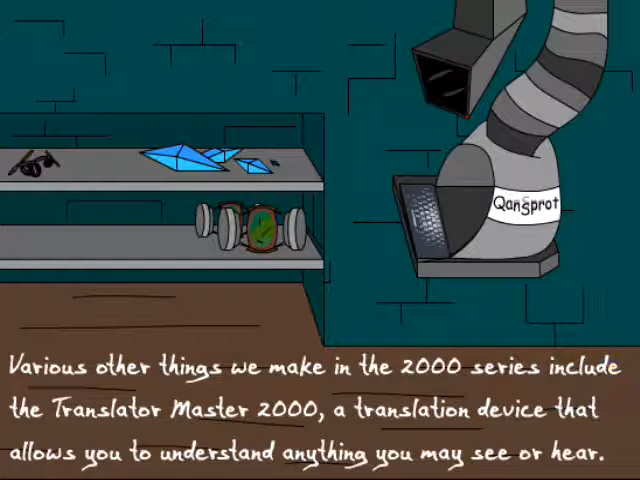 Qansprot
Various other things we make in the 2000 series include
the Translator Master 2000, a translation device that
allows you to understand anything you may see or hear.